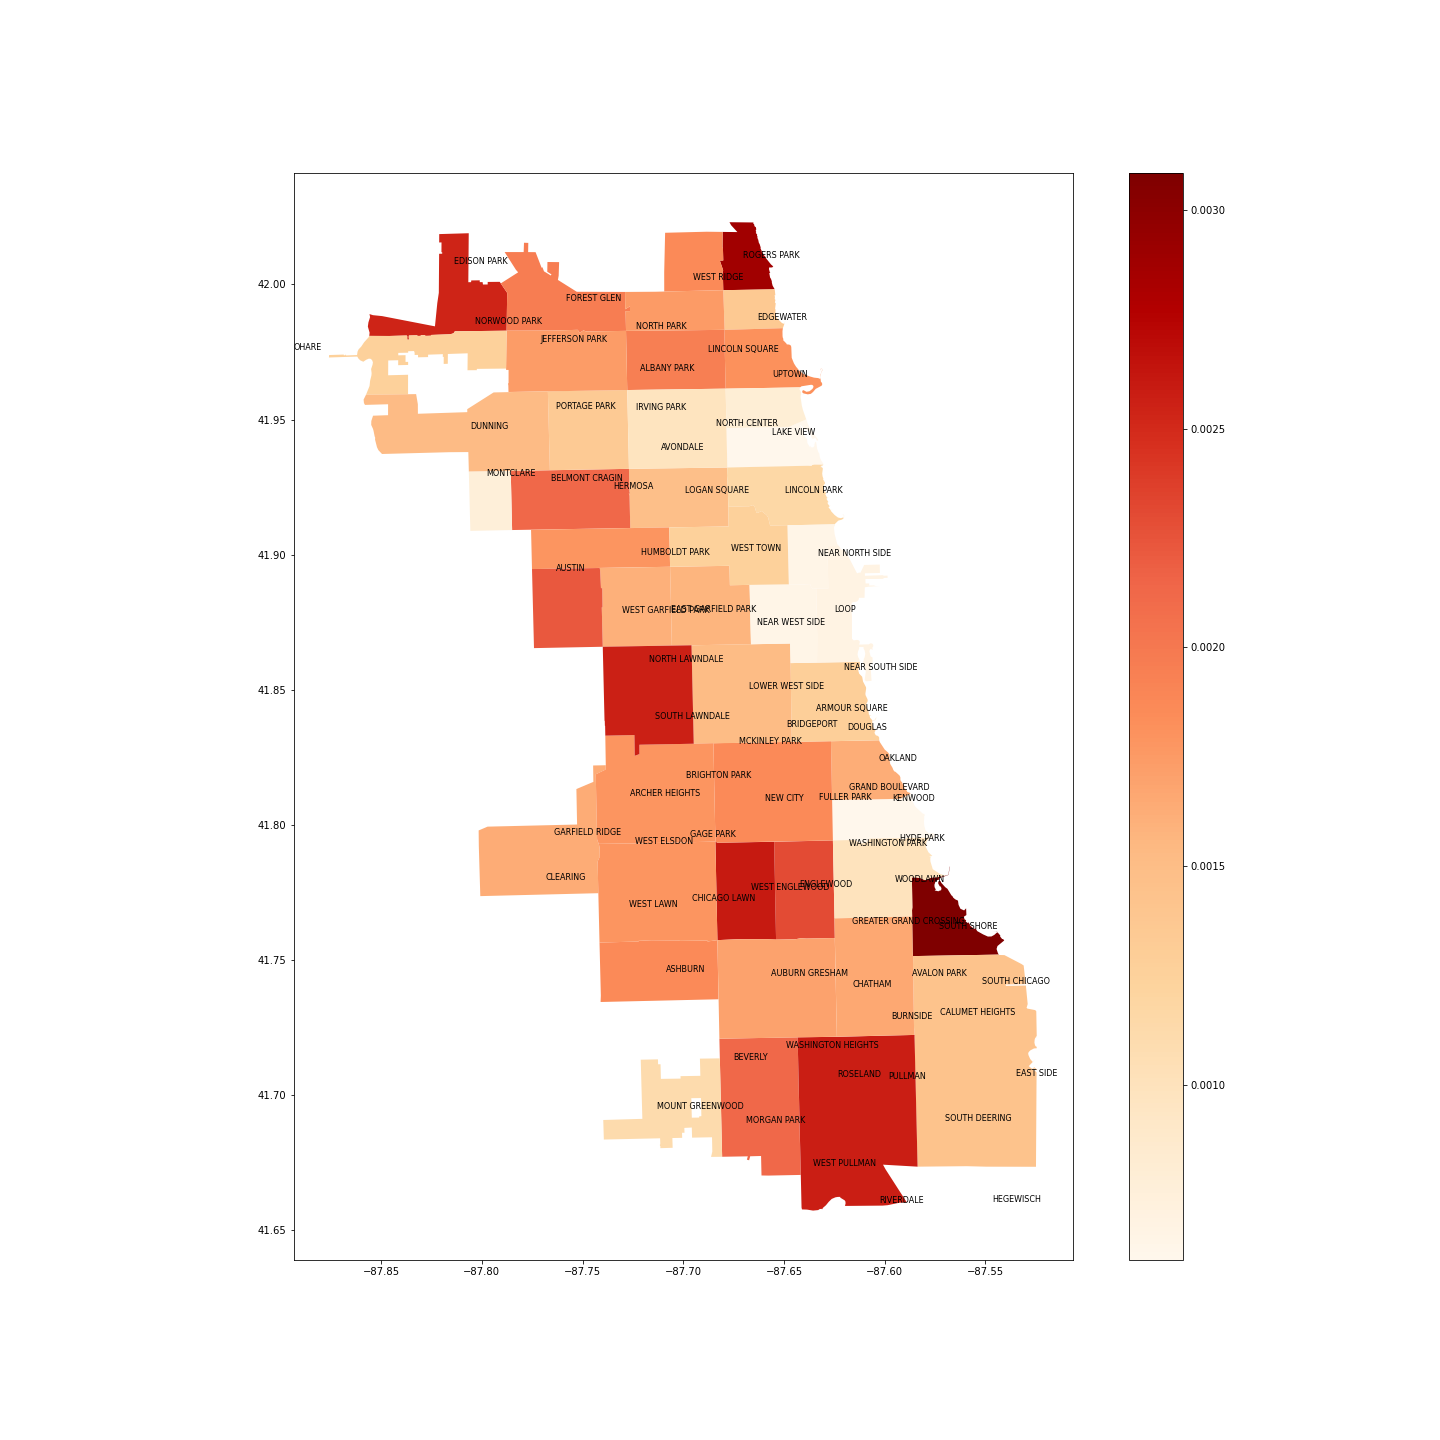 0.0030
ROGERS PARK
EDISON PARK
WEST RIDGE
42.00
FOREST GLEN
EDGEWATER
NORWOOD PARK
NORTH PARK
JEFFERSON PARK
OHARE
LINCOLN SQUARE
ALBANY PARK
UPTOWN
PORTAGE PARK
IRVING PARK
41.95
NORTH CENTER
DUNNING
LAKE VIEW
0.0025
AVONDALE
MONTCLARE
BELMONT CRAGIN
HERMOSA
LOGAN SQUARE
LINCOLN PARK
WEST TOWN
HUMBOLDT PARK
NEAR NORTH SIDE
41.90
AUSTIN
WEST GARFIELD PARK
EAST GARFIELD PARK
LOOP
NEAR WEST SIDE
0.0020
NORTH LAWNDALE
NEAR SOUTH SIDE
LOWER WEST SIDE
41.85
ARMOUR SQUARE
SOUTH LAWNDALE
BRIDGEPORT
DOUGLAS
MCKINLEY PARK
OAKLAND
BRIGHTON PARK
GRAND BOULEVARD
ARCHER HEIGHTS
NEW CITY
FULLER PARK
KENWOOD
41.80
GARFIELD RIDGE
GAGE PARK
HYDE PARK
WEST ELSDON
WASHINGTON PARK
0.0015
CLEARING
WOODLAWN
ENGLEWOOD
WEST ENGLEWOOD
CHICAGO LAWN
WEST LAWN
GREATER GRAND CROSSING
SOUTH SHORE
41.75
ASHBURN
AUBURN GRESHAM
AVALON PARK
SOUTH CHICAGO
CHATHAM
CALUMET HEIGHTS
BURNSIDE
WASHINGTON HEIGHTS
BEVERLY
ROSELAND
PULLMAN
EAST SIDE
0.0010
41.70
MOUNT GREENWOOD
MORGAN PARK
SOUTH DEERING
WEST PULLMAN
RIVERDALE
HEGEWISCH
41.65
−87.85
−87.80
−87.75
−87.70
−87.65
−87.60
−87.55